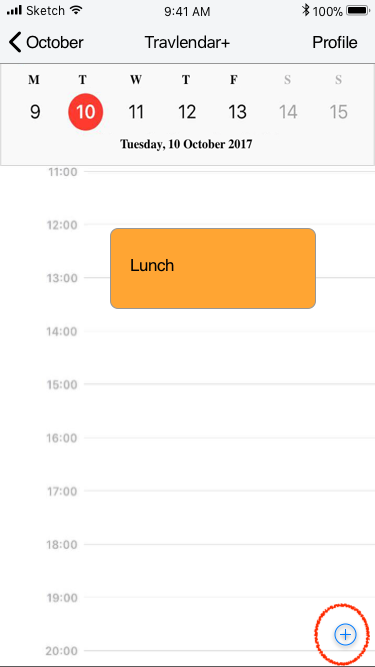 Sketch 9:41 AM 100%
October Travlendar+ Profile
M T W T F S S
9 10 11 12 13 14 15
Tuesday, 10 October 2017
11:00
12:00
Lunch
13:00
14:00
15:00
16:00
17:00
18:00
19:00
20:00